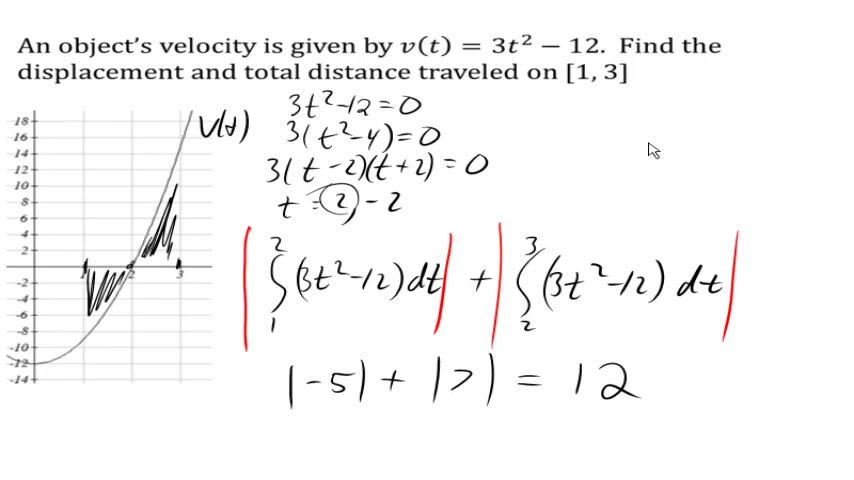 An object's velocity is given by v(t) = 3t² − 12. Find the
displacement and total distance traveled on [1, 3]
3t²-12=0
3(t²-4)=0
3(t-2)(t+2)=0
t=2,-2
V(t)
18
16
14
12
10
8
6
4
2
-2
-4
-6
-8
-10
-12
-14
1 2 3
|∫₁²(3t²-12)dt| + |∫₂³(3t²-12)dt|
|-5| + |7| = 12